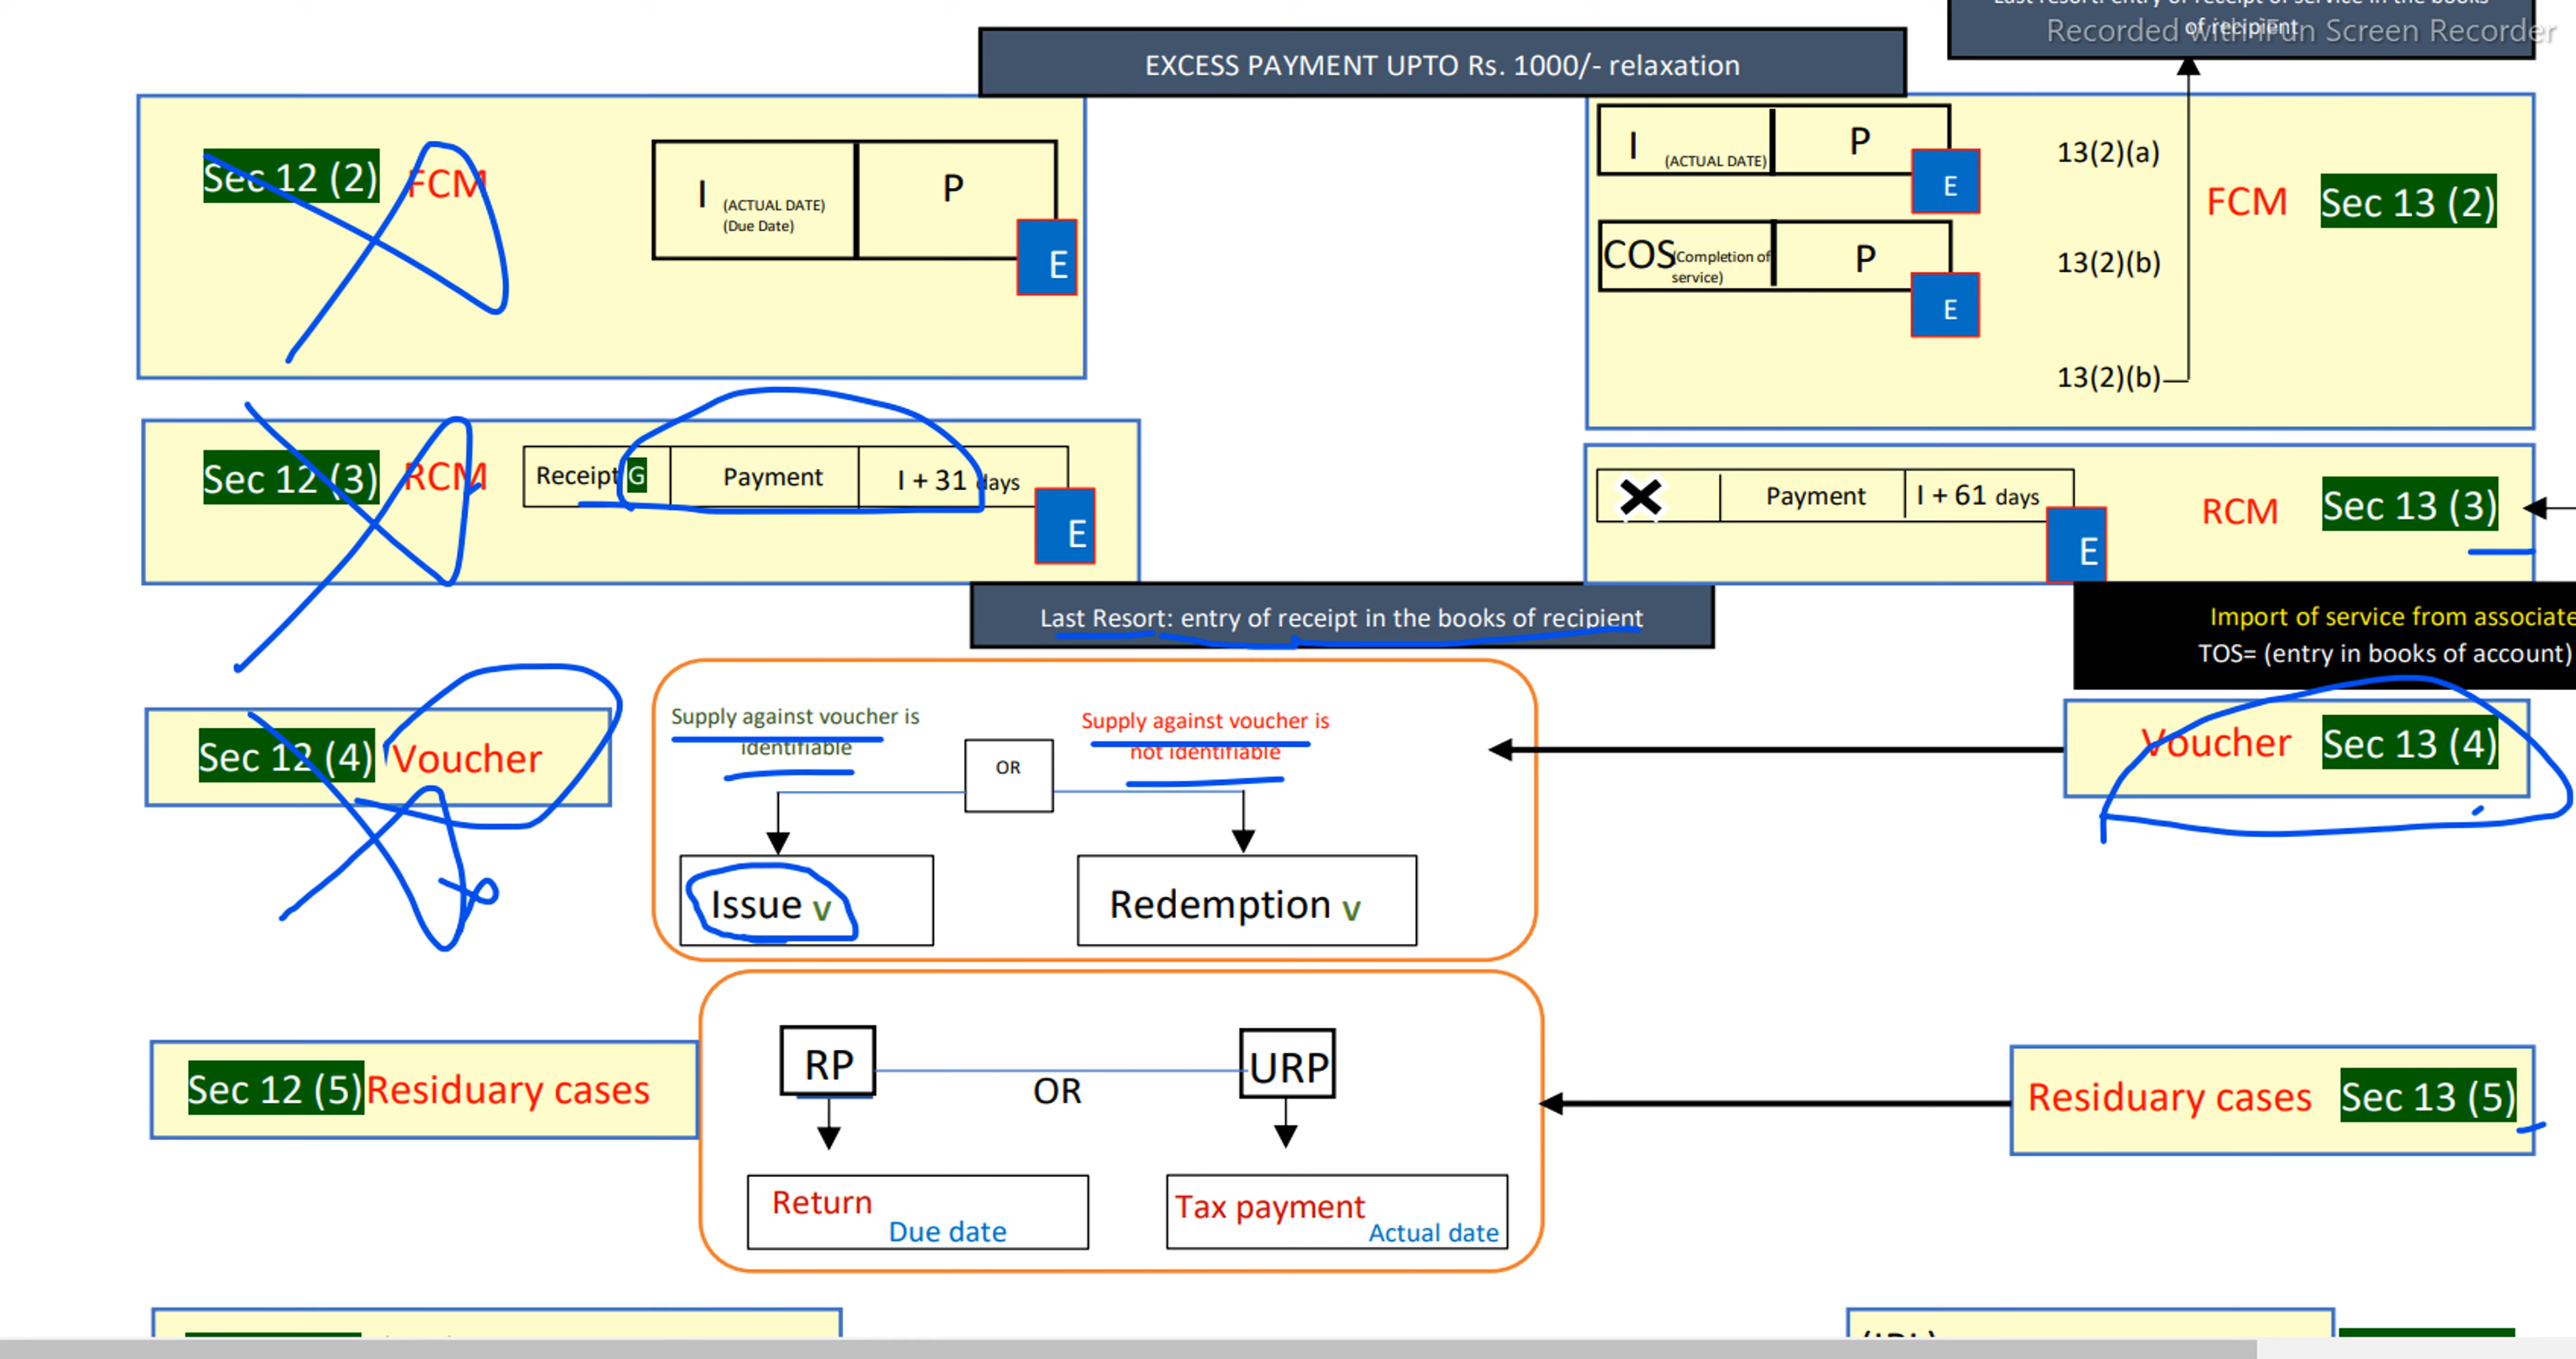 of recipient
Recorded with iFun Screen Recorder
EXCESS PAYMENT UPTO Rs. 1000/- relaxation
Sec 12 (2) FCM
I (ACTUAL DATE)
(Due Date)
P
E
I (ACTUAL DATE)
P
E
13(2)(a)
COS(Completion of
service)
P
E
13(2)(b)
13(2)(b)
FCM Sec 13 (2)
Sec 12 (3) RCM
Receipt G
Payment
I + 31 days
E
Payment
I + 61 days
E
RCM Sec 13 (3)
Last Resort: entry of receipt in the books of recipient
Import of service from associate
TOS= (entry in books of account)
Sec 12 (4) Voucher
Supply against voucher is
identifiable
OR
Supply against voucher is
not identifiable
Issue v
Redemption v
Voucher Sec 13 (4)
Sec 12 (5) Residuary cases
RP
OR
URP
Return
Due date
Tax payment
Actual date
Residuary cases Sec 13 (5)